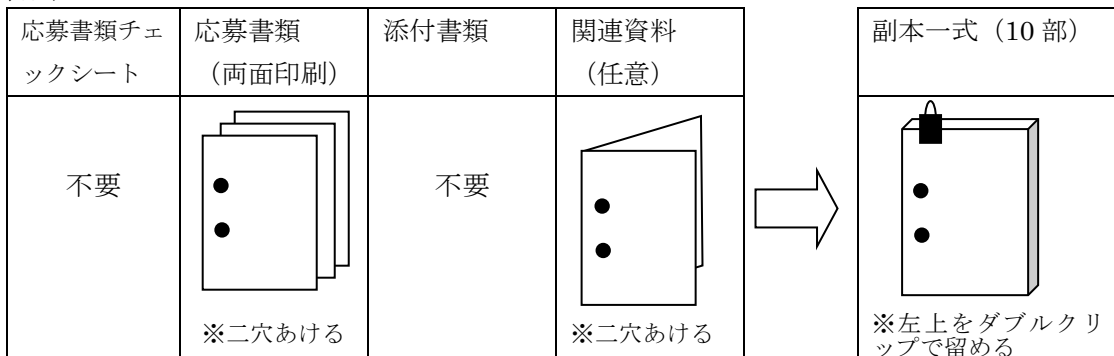 応募書類チェ
ックシート
応募書類
（両面印刷）
添付書類
関連資料
（任意）
副本一式（10 部）
不要
※二穴あける
不要
※二穴あける
※左上をダブルクリ
ップで留める